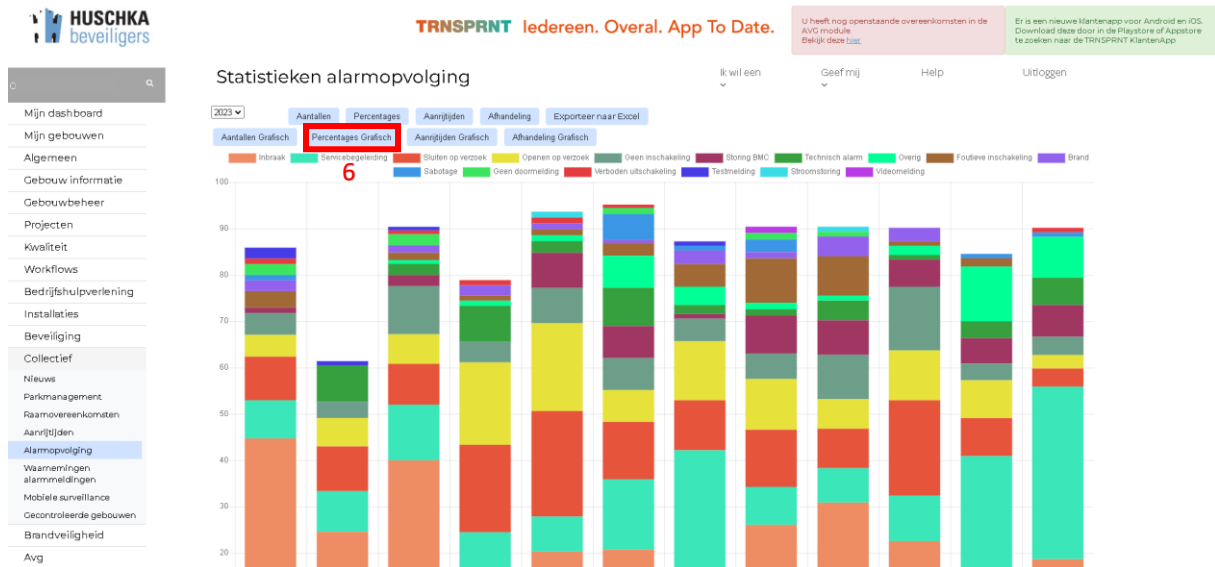 HUSCHKA
beveiligers
TRNSPRNT Iedereen. Overal. App To Date.
U heeft nog openstaande overeenkomsten in de
AVG module.
Bekijk deze hier
Er is een nieuwe klantenapp voor Android en iOS.
Download deze door in de Playstore of Appstore
te zoeken naar de TRNSPRNT KlantenApp
Statistieken alarmopvolging
Ik wil een
Geef mij
Help
Uitloggen
Mijn dashboard
Mijn gebouwen
Algemeen
Gebouw informatie
Gebouwbeheer
Projecten
Kwaliteit
Workflows
Bedrijfshulpverlening
Installaties
Beveiliging
Collectief
Nieuws
Parkmanagement
Raamovereenkomsten
Aanrijtijden
Alarmopvolging
Waarnemingen
alarmmeldingen
Mobiele surveillance
Gecontroleerde gebouwen
Brandveiligheid
Avg
2023
Aantallen Percentages Aanrijtijden Afhandeling Exporteer naar Excel
Aantallen Grafisch Percentages Grafisch Aanrijtijden Grafisch Afhandeling Grafisch
6
Inbraak Servicebegeleiding Sluiten op verzoek Openen op verzoek Geen inschakeling Storing BMC Technisch alarm Overig Foutieve inschakeling Brand
Sabotage Geen doormelding Verboden uitschakeling Testmelding Stroomstoring Videomelding
100
90
80
70
60
50
40
30
20